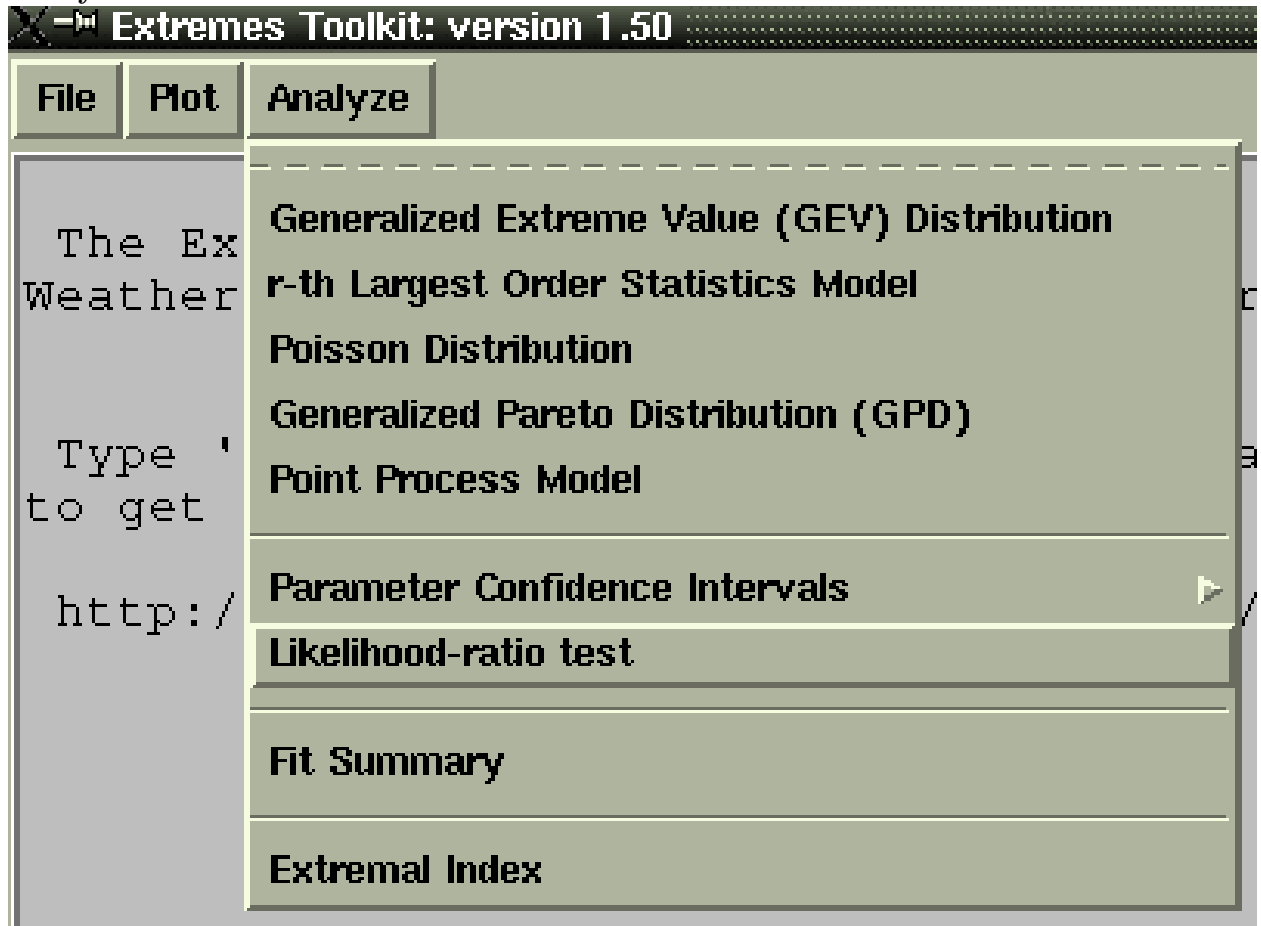 Extremes Toolkit: version 1.50
File Plot Analyze
Generalized Extreme Value (GEV) Distribution
The Ex
r-th Largest Order Statistics Model
Weather
Poisson Distribution
Generalized Pareto Distribution (GPD)
Type '
Point Process Model
to get
Parameter Confidence Intervals
http:/
Likelihood-ratio test
Fit Summary
Extremal Index